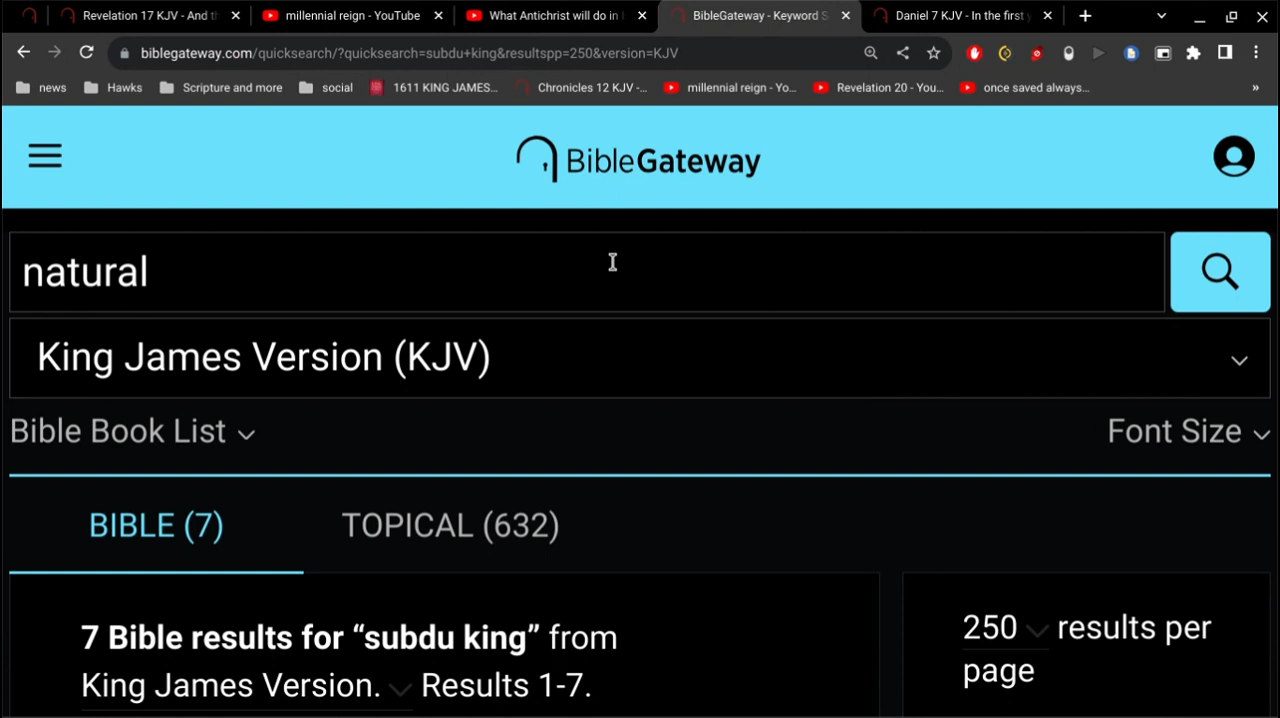 Revelation 17 KJV - And th
millennial reign - YouTube
What Antichrist will do in
BibleGateway - Keyword S
Daniel 7 KJV - In the first y
biblegateway.com/quicksearch/?quicksearch=subdu+king&resultspp=250&version=KJV
news
Hawks
Scripture and more
social
1611 KING JAMES...
Chronicles 12 KJV -...
millennial reign - Yo...
Revelation 20 - You...
once saved always...
»
BibleGateway
natural
King James Version (KJV)
Bible Book List
Font Size
BIBLE (7)
TOPICAL (632)
7 Bible results for “subdu king” from
King James Version. Results 1-7.
250 results per
page